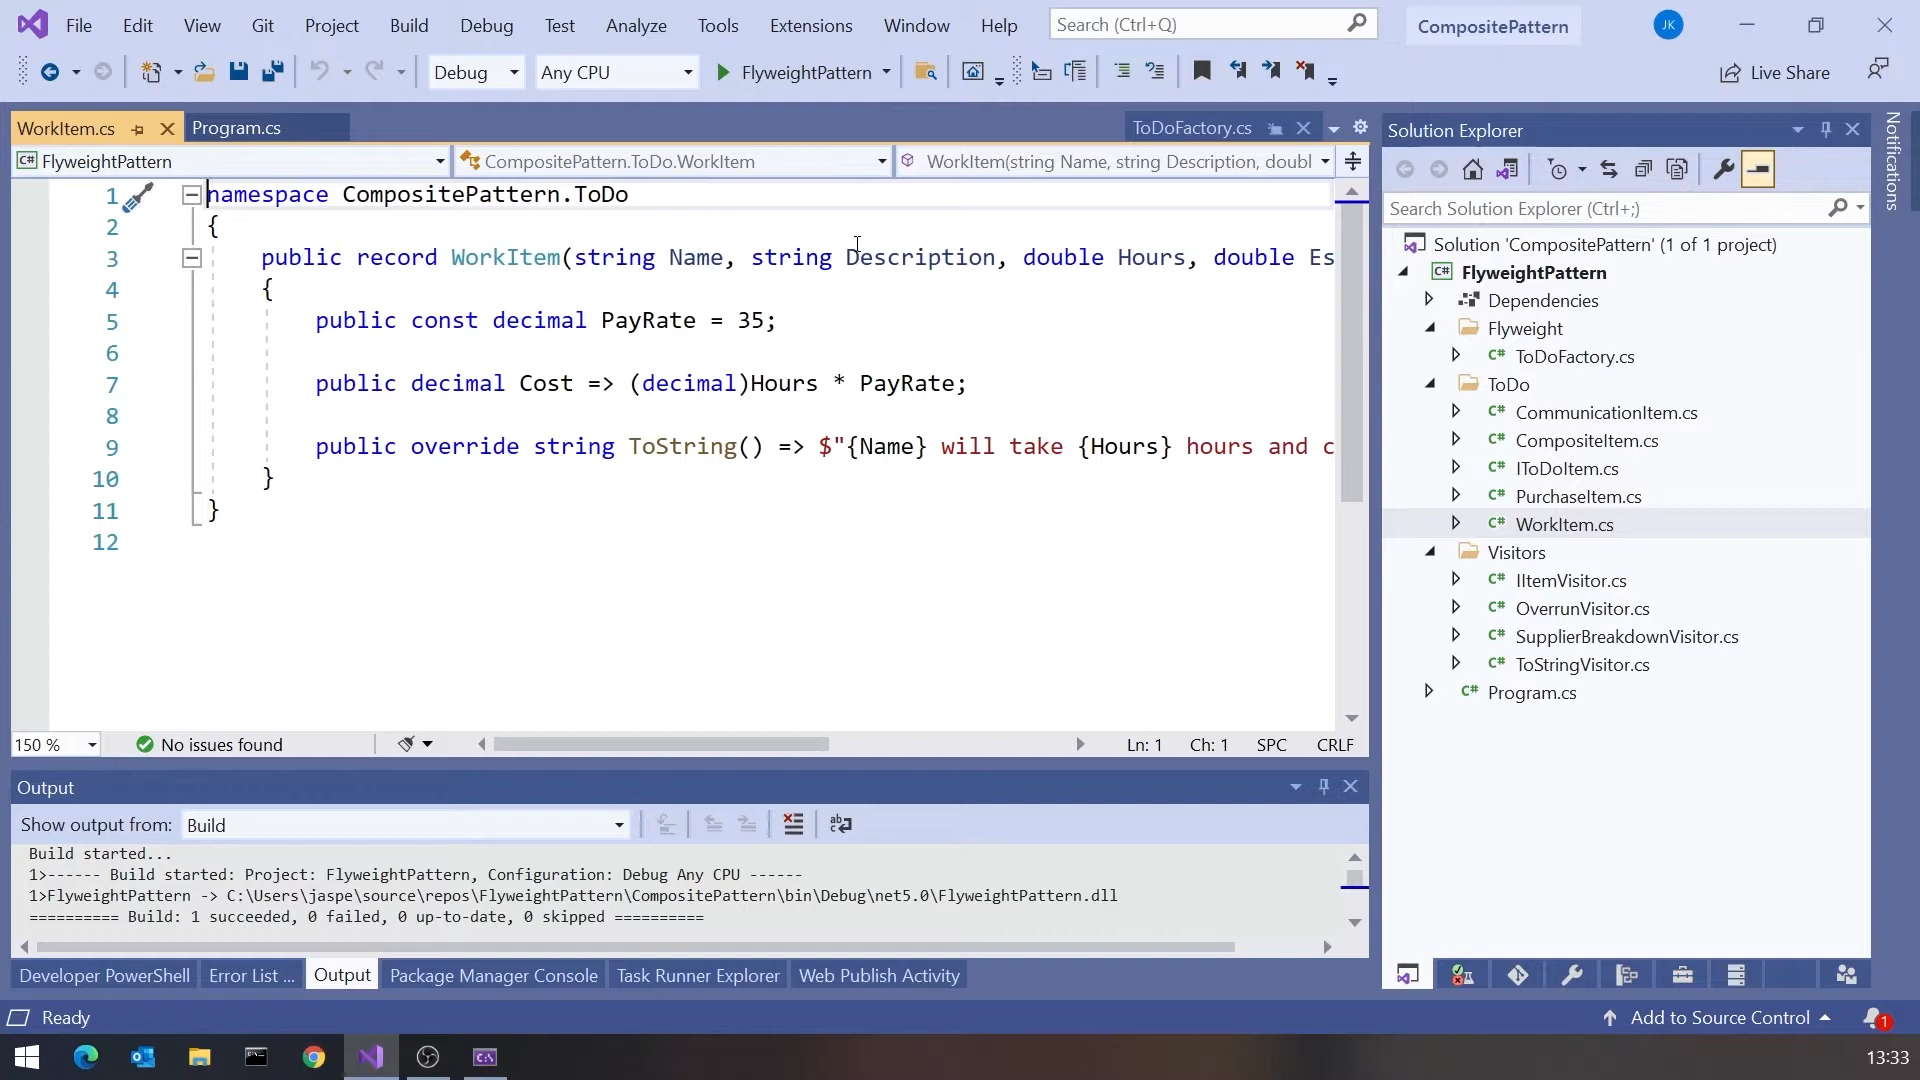 File Edit View Git Project Build Debug Test Analyze Tools Extensions Window Help Search (Ctrl+Q) CompositePattern JK
Debug Any CPU FlyweightPattern Live Share
WorkItem.cs Program.cs ToDoFactory.cs
FlyweightPattern CompositePattern.ToDo.WorkItem WorkItem(string Name, string Description, doubl
1 namespace CompositePattern.ToDo
2 {
3 public record WorkItem(string Name, string Description, double Hours, double Es
4 {
5 public const decimal PayRate = 35;
6
7 public decimal Cost => (decimal)Hours * PayRate;
8
9 public override string ToString() => $"{Name} will take {Hours} hours and c
10 }
11 }
12
150 % No issues found Ln: 1 Ch: 1 SPC CRLF
Output
Show output from: Build
Build started...
1>------ Build started: Project: FlyweightPattern, Configuration: Debug Any CPU ------
1>FlyweightPattern -> C:\Users\jaspe\source\repos\FlyweightPattern\CompositePattern\bin\Debug\net5.0\FlyweightPattern.dll
========== Build: 1 succeeded, 0 failed, 0 up-to-date, 0 skipped ==========
Developer PowerShell Error List ... Output Package Manager Console Task Runner Explorer Web Publish Activity
Solution Explorer
Search Solution Explorer (Ctrl+;)
Solution 'CompositePattern' (1 of 1 project)
C# FlyweightPattern
Dependencies
Flyweight
C# ToDoFactory.cs
ToDo
C# CommunicationItem.cs
C# CompositeItem.cs
C# IToDoItem.cs
C# PurchaseItem.cs
C# WorkItem.cs
Visitors
C# IItemVisitor.cs
C# OverrunVisitor.cs
C# SupplierBreakdownVisitor.cs
C# ToStringVisitor.cs
C# Program.cs
Notifications
Ready Add to Source Control 1
13:33